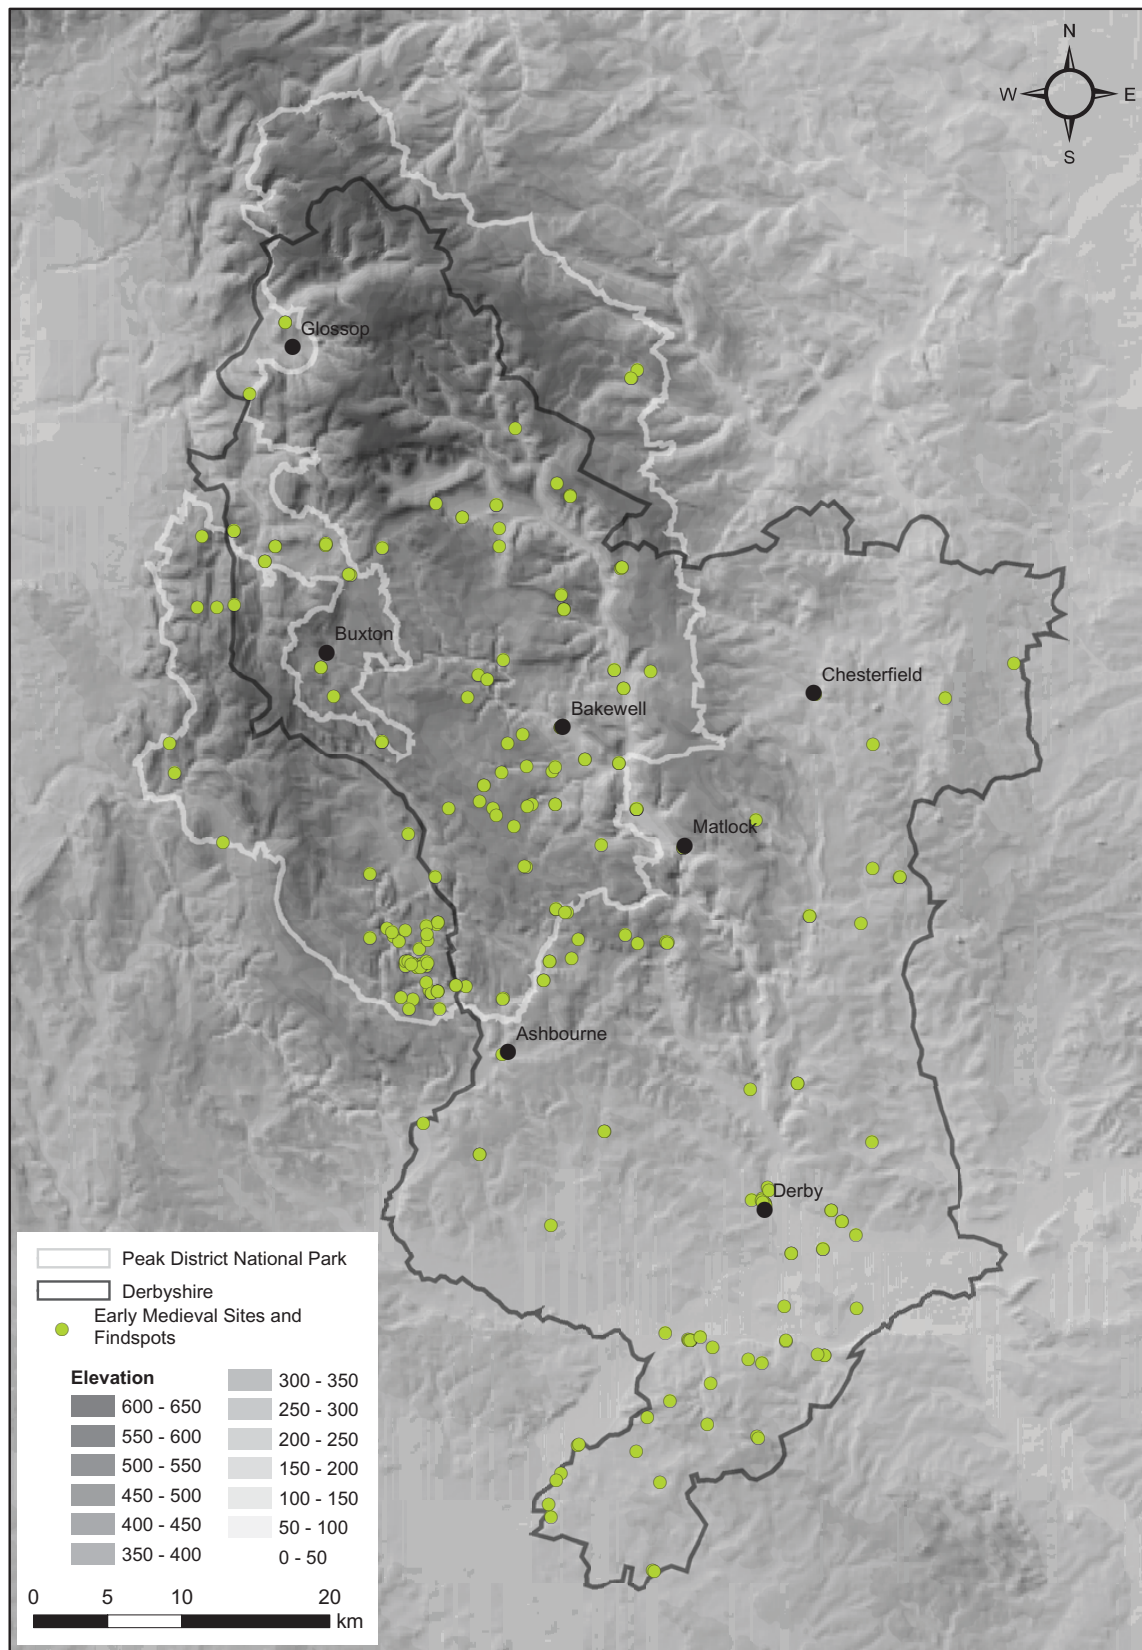 N
W E
S
Glossop
Buxton
Chesterfield
Bakewell
Matlock
Ashbourne
Derby
Peak District National Park
Derbyshire
Early Medieval Sites and
Findspots
Elevation
600 - 650
550 - 600
500 - 550
450 - 500
400 - 450
350 - 400
300 - 350
250 - 300
200 - 250
150 - 200
100 - 150
50 - 100
0 - 50
0 5 10 20
km